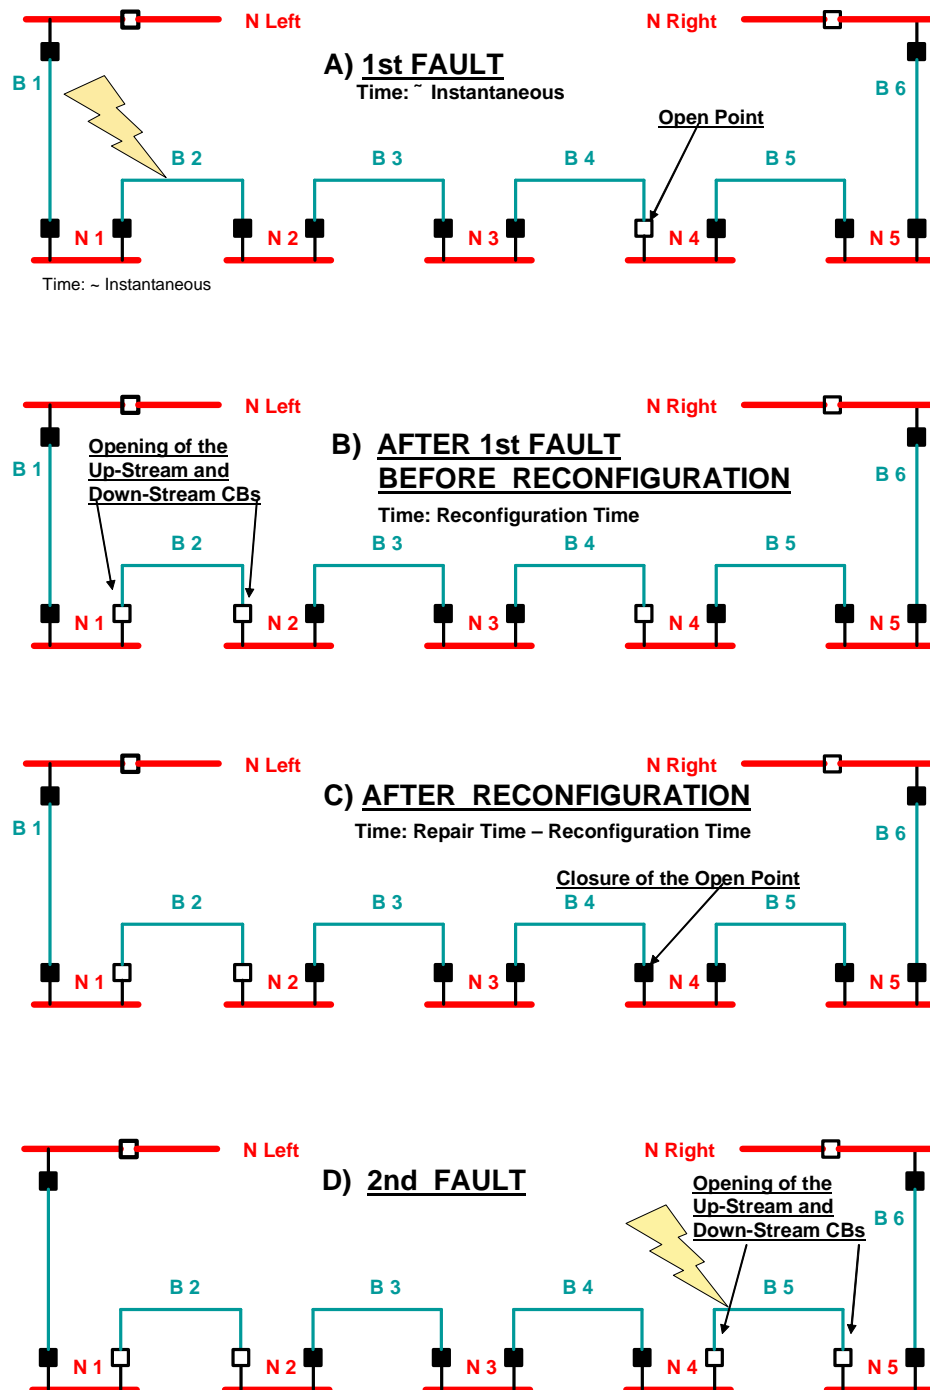 N Left
N Right
A) 1st FAULT
Time: ~ Instantaneous
B 1
B 6
Open Point
B 2
B 3
B 4
B 5
N 1
N 2
N 3
N 4
N 5
Time: ~ Instantaneous
N Left
N Right
B) AFTER 1st FAULT
BEFORE RECONFIGURATION
Time: Reconfiguration Time
Opening of the
Up-Stream and
Down-Stream CBs
B 1
B 6
B 2
B 3
B 4
B 5
N 1
N 2
N 3
N 4
N 5
N Left
N Right
C) AFTER RECONFIGURATION
Time: Repair Time – Reconfiguration Time
B 1
B 6
Closure of the Open Point
B 2
B 3
B 4
B 5
N 1
N 2
N 3
N 4
N 5
N Left
N Right
D) 2nd FAULT
Opening of the
Up-Stream and
Down-Stream CBs
B 6
B 2
B 3
B 4
B 5
N 1
N 2
N 3
N 4
N 5